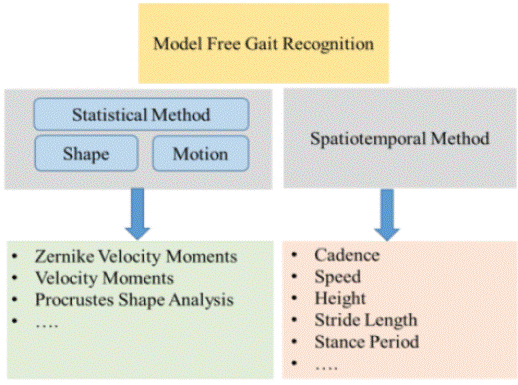 Model Free Gait Recognition
Statistical Method
Shape
Motion
Spatiotemporal Method
• Zernike Velocity Moments
• Velocity Moments
• Procrustes Shape Analysis
• ….
• Cadence
• Speed
• Height
• Stride Length
• Stance Period
• ….